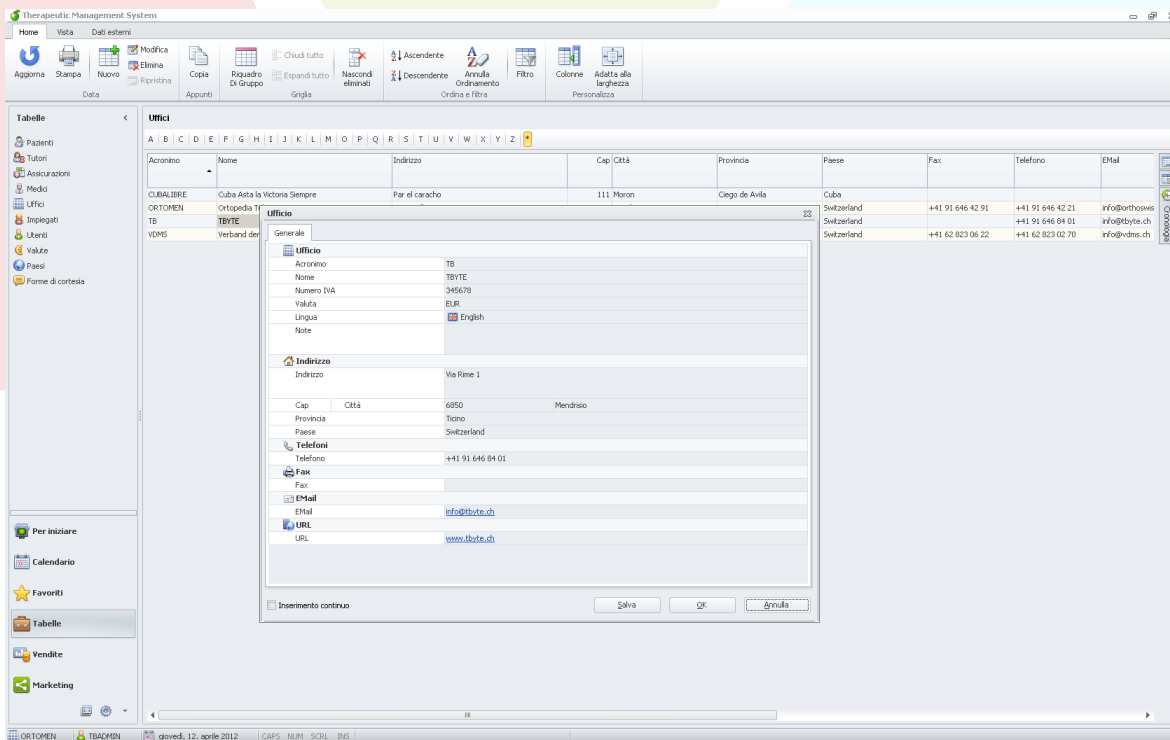 Therapeutic Management System
Home Vista Dati esterni
Aggiorna Stampa Nuovo Modifica Elimina Ripristina Copia Riquadro Di Gruppo Chiudi tutto Espandi tutto Nascondi eliminati Ascendente Discendente Annulla Ordinamento Filtro Colonne Adatta alla larghezza
Data Appunti Griglia Ordina e filtra Personalizza
Tabelle
Pazienti
Tutori
Assicurazioni
Medici
Uffici
Impiegati
Utenti
Valute
Paesi
Forme di cortesia
Per iniziare
Calendario
Favoriti
Tabelle
Vendite
Marketing
Uffici
A B C D E F G H I J K L M O P Q R S T U V W X Y Z *
Acronimo Nome Indirizzo Cap Città Provincia Paese Fax Telefono EMail
CUBALIBRE Cuba Asta la Victoria Siempre Par el caracho 111 Moron Ciego de Avila Cuba
ORTOMEN Ortopedia Switzerland +41 91 646 42 91 +41 91 646 42 21 info@orthoswis
TB TBYTE Switzerland +41 91 646 84 01 info@tbyte.ch
VDMS Verband der Switzerland +41 62 823 06 22 +41 62 823 02 70 info@vdms.ch
Cronologia
Ufficio
Generale
Ufficio
Acronimo TB
Nome TBYTE
Numero IVA 345678
Valuta EUR
Lingua English
Note
Indirizzo
Indirizzo Via Rime 1
Cap Città 6850 Mendrisio
Provincia Ticino
Paese Switzerland
Telefoni
Telefono +41 91 646 84 01
Fax
Fax
EMail
EMail info@tbyte.ch
URL
URL www.tbyte.ch
Inserimento continuo Salva OK Annulla
ORTOMEN TBADMIN giovedì, 12. aprile 2012 CAPS NUM SCRL INS